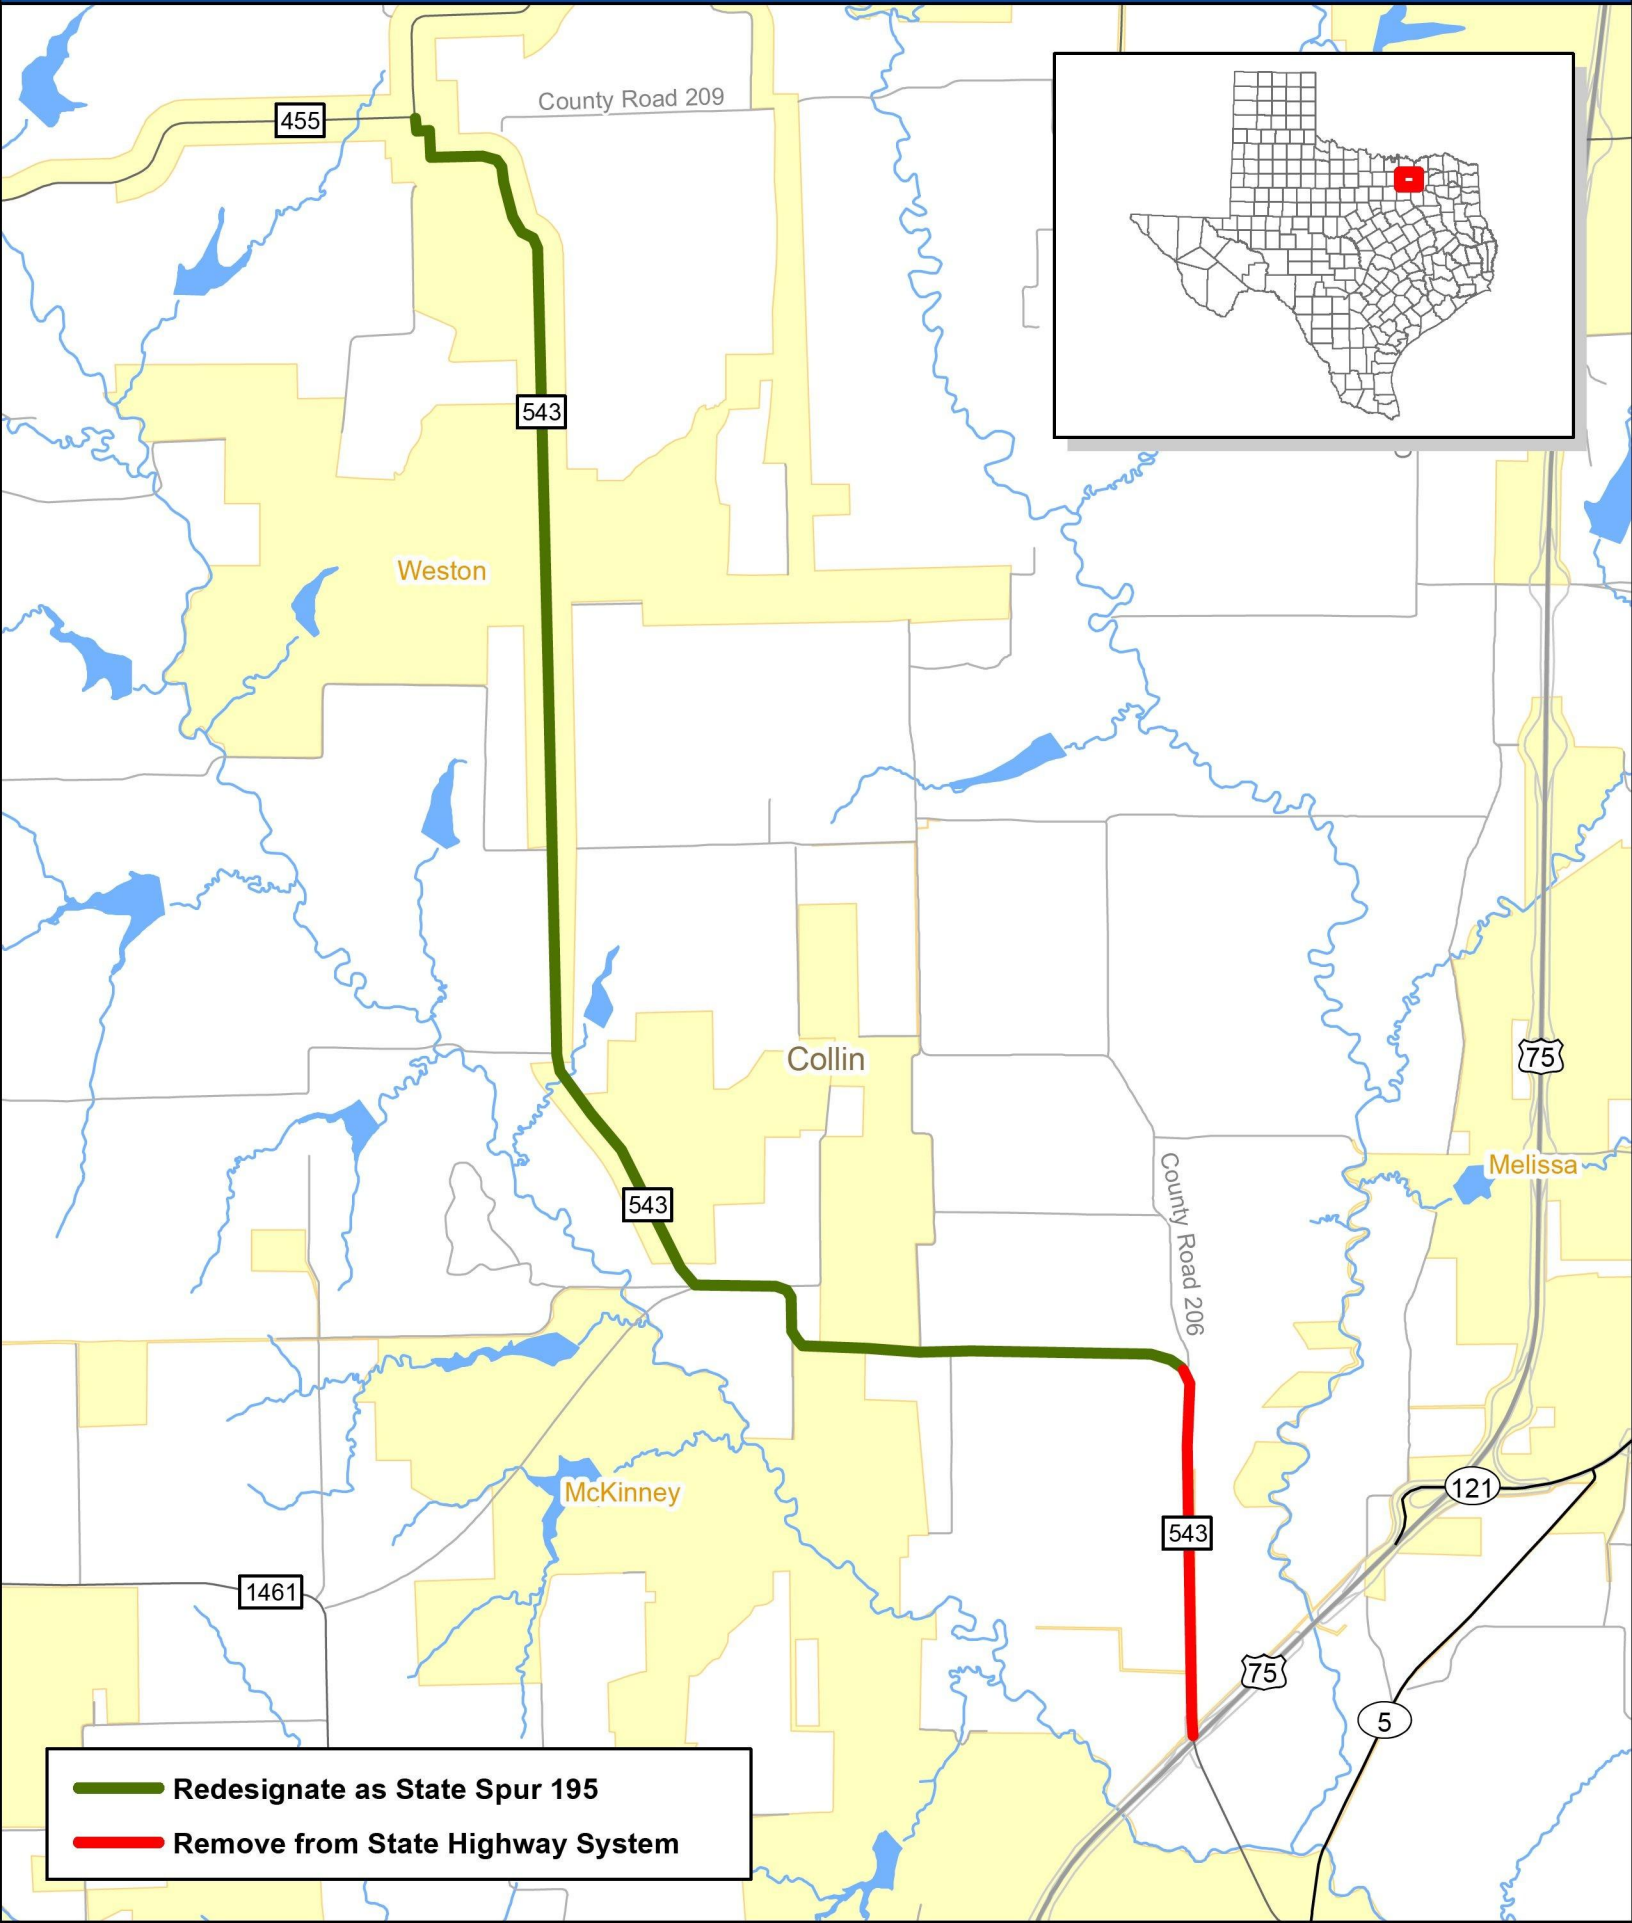 County Road 209
455
543
Weston
Collin
75
Melissa
County Road 206
543
121
McKinney
543
1461
75
5
Redesignate as State Spur 195
Remove from State Highway System